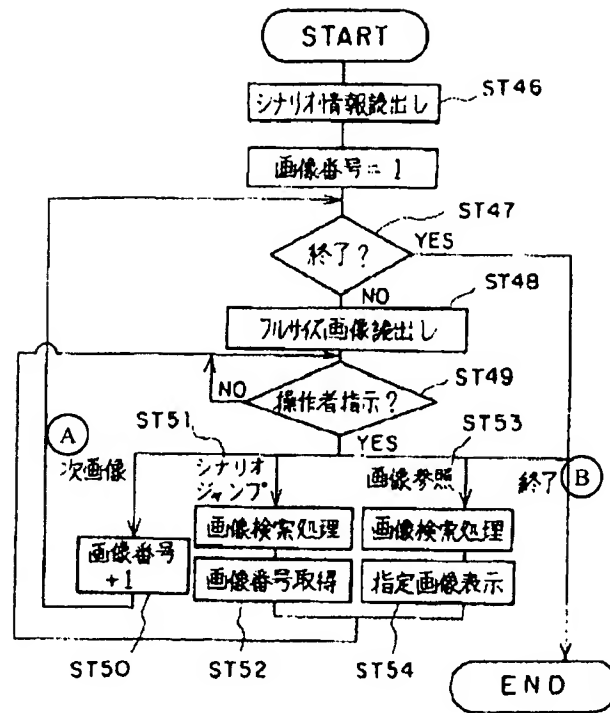 START
シナリオ情報読出し
ST46
画像番号=1
ST47
終了?
YES
NO
ST48
フルサイズ画像読出し
NO
操作者指示?
ST49
A
ST51
YES
ST53
次画像
シナリオ
ジャンプ
画像参照
終了
B
画像番号
+1
画像検索処理
画像検索処理
画像番号取得
指定画像表示
ST50
ST52
ST54
END